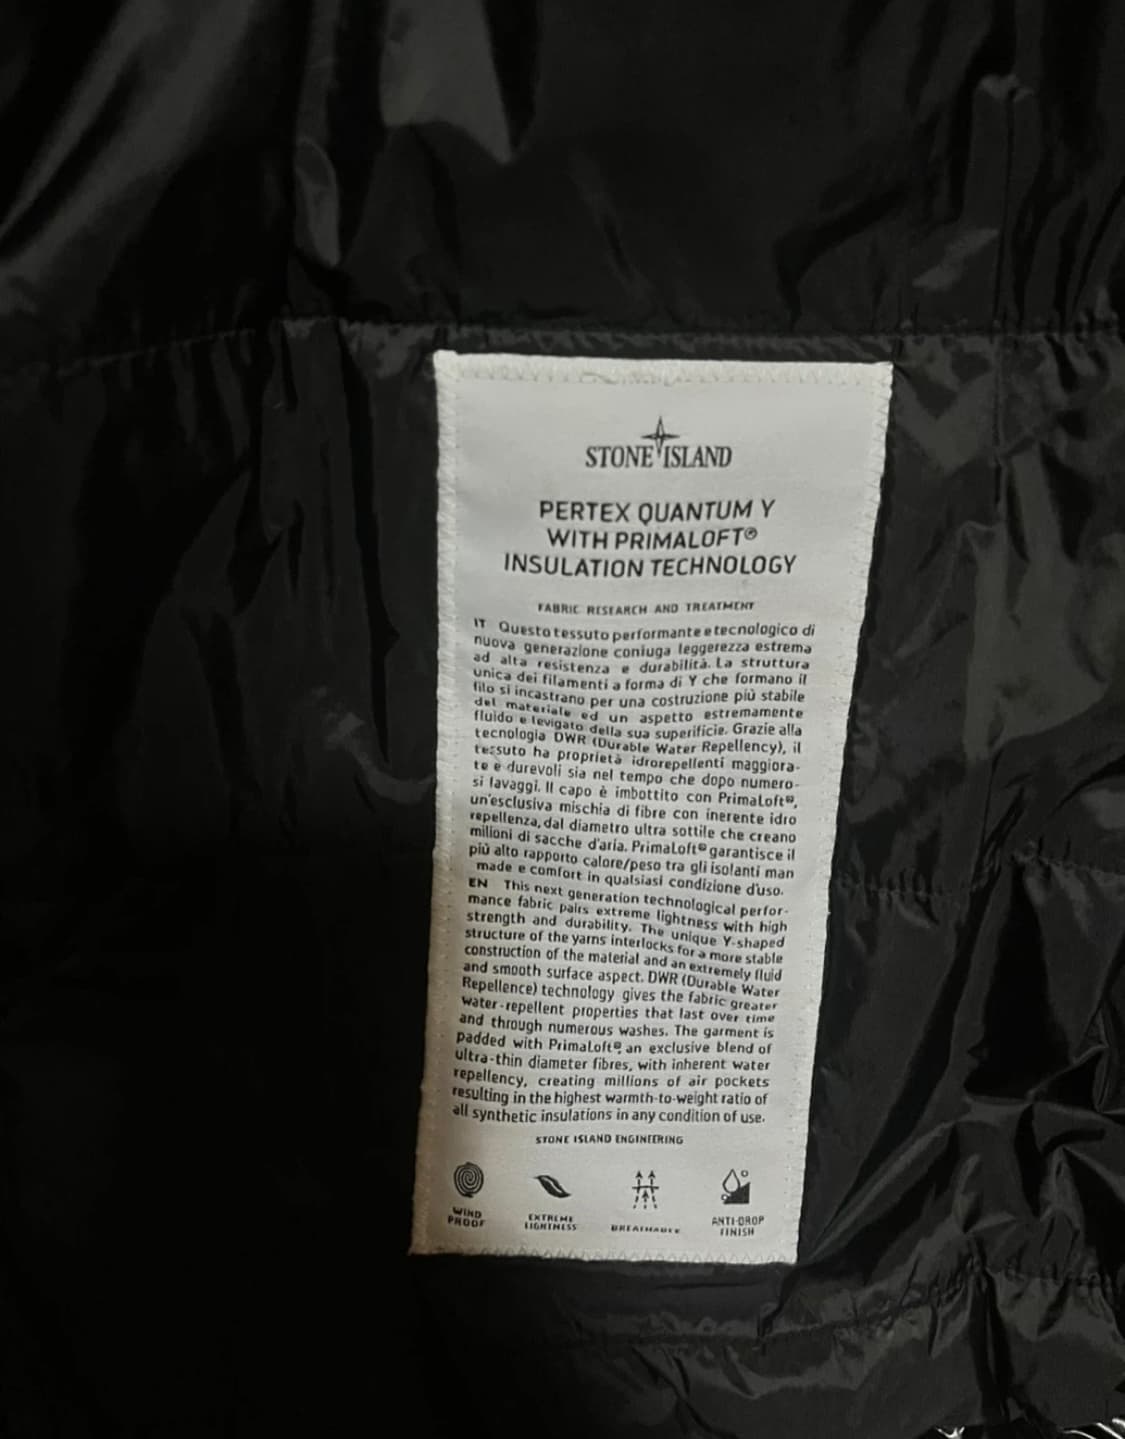 STONE ISLAND
PERTEX QUANTUM Y
WITH PRIMALOFT®
INSULATION TECHNOLOGY
FABRIC RESEARCH AND TREATMENT
IT Questo tessuto performante e tecnologico di
nuova generazione coniuga leggerezza estrema
ad alta resistenza e durabilità. La struttura
unica dei filamenti a forma di Y che formano il
filo si incastrano per una costruzione più stabile
del materiale ed un aspetto estremamente
fluido e levigato della sua superificie. Grazie alla
tecnologia DWR (Durable Water Repellency), il
tessuto ha proprietà idrorepellenti maggiora-
te e durevoli sia nel tempo che dopo numero-
si lavaggi. Il capo è imbottito con PrimaLoft®,
un'esclusiva mischia di fibre con inerente idro
repellenza, dal diametro ultra sottile che creano
milioni di sacche d'aria. PrimaLoft® garantisce il
più alto rapporto calore/peso tra gli isolanti man
made e comfort in qualsiasi condizione d'uso.
EN This next generation technological perfor-
mance fabric pairs extreme lightness with high
strength and durability. The unique Y-shaped
structure of the yarns interlocks for a more stable
construction of the material and an extremely fluid
and smooth surface aspect. DWR (Durable Water
Repellence) technology gives the fabric greater
water-repellent properties that last over time
and through numerous washes. The garment is
padded with PrimaLoft®, an exclusive blend of
ultra-thin diameter fibres, with inherent water
repellency, creating millions of air pockets
resulting in the highest warmth-to-weight ratio of
all synthetic insulations in any condition of use.
STONE ISLAND ENGINEERING
WIND
PROOF
EXTREME
LIGHTNESS
BREATHABLE
ANTI-DROP
FINISH